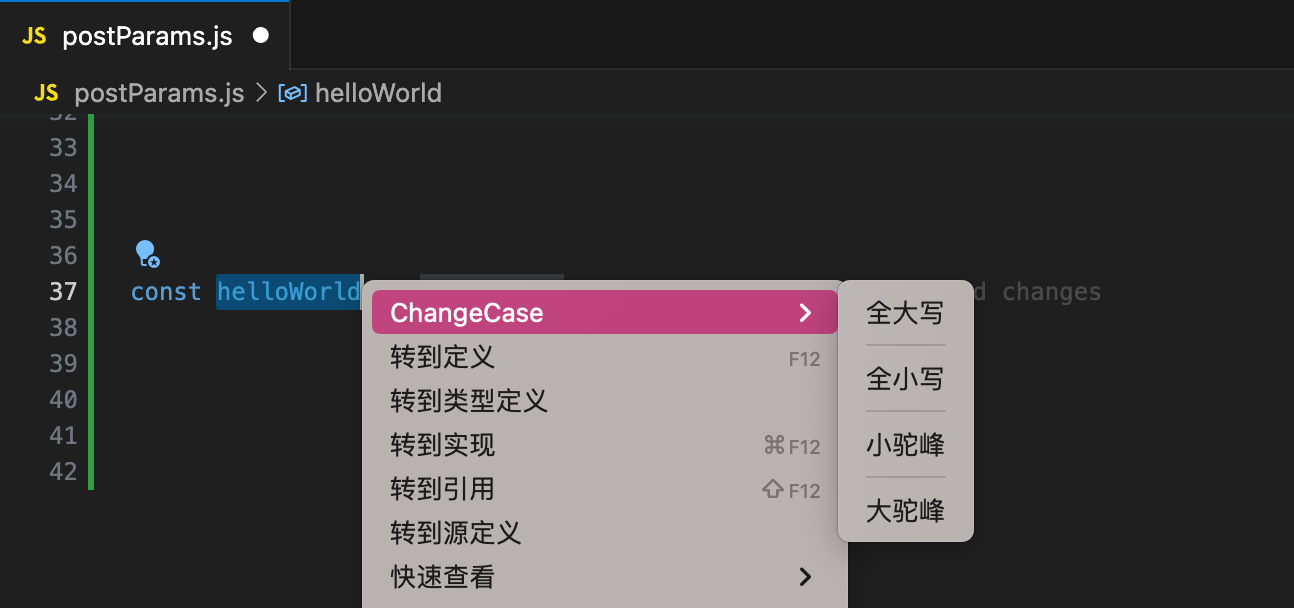 JS postParams.js
JS postParams.js > helloWorld
32
33
34
35
36
37 const helloWorld d changes
38
39
40
41
42
ChangeCase
转到定义 F12
转到类型定义
转到实现 ⌘F12
转到引用 ⇧F12
转到源定义
快速查看
全大写
全小写
小驼峰
大驼峰